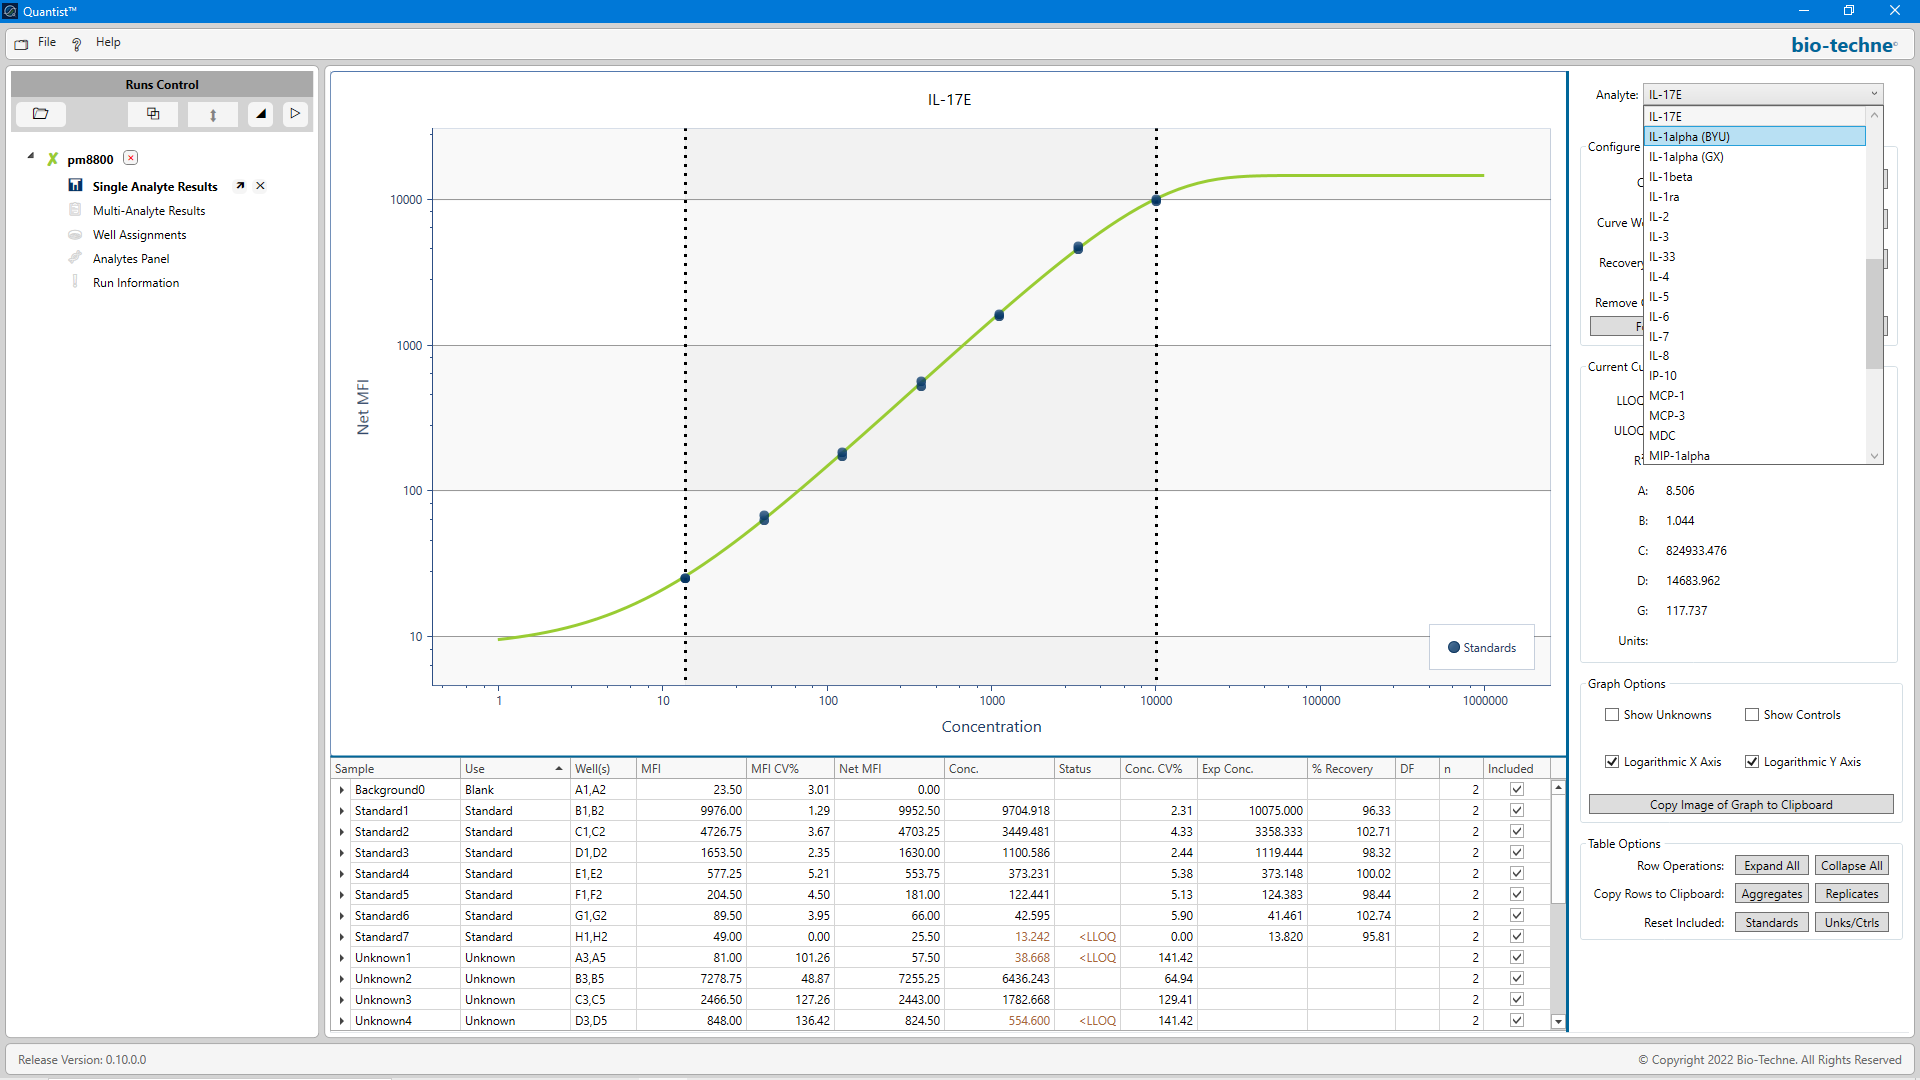 Quantist™
File Help
bio-techne
Runs Control
pm8800
Single Analyte Results
Multi-Analyte Results
Well Assignments
Analytes Panel
Run Information
IL-17E
10000
1000
100
10
Net MFI
1 10 100 1000 10000 100000 1000000
Concentration
Standards
Sample Use Well(s) MFI MFI CV% Net MFI Conc. Status Conc. CV% Exp Conc. % Recovery DF n Included
Background0 Blank A1,A2 23.50 3.01 0.00 2
Standard1 Standard B1,B2 9976.00 1.29 9952.50 9704.918 2.31 10075.000 96.33 2
Standard2 Standard C1,C2 4726.75 3.67 4703.25 3449.481 4.33 3358.333 102.71 2
Standard3 Standard D1,D2 1653.50 2.35 1630.00 1100.586 2.44 1119.444 98.32 2
Standard4 Standard E1,E2 577.25 5.21 553.75 373.231 5.38 373.148 100.02 2
Standard5 Standard F1,F2 204.50 4.50 181.00 122.441 5.13 124.383 98.44 2
Standard6 Standard G1,G2 89.50 3.95 66.00 42.595 5.90 41.461 102.74 2
Standard7 Standard H1,H2 49.00 0.00 25.50 13.242 <LLOQ 0.00 13.820 95.81 2
Unknown1 Unknown A3,A5 81.00 101.26 57.50 38.668 <LLOQ 141.42 2
Unknown2 Unknown B3,B5 7278.75 48.87 7255.25 6436.243 64.94 2
Unknown3 Unknown C3,C5 2466.50 127.26 2443.00 1782.668 129.41 2
Unknown4 Unknown D3,D5 848.00 136.42 824.50 554.600 <LLOQ 141.42 2
Analyte: IL-17E
IL-17E
IL-1alpha (BYU)
IL-1alpha (GX)
IL-1beta
IL-1ra
IL-2
IL-3
IL-33
IL-4
IL-5
IL-6
IL-7
IL-8
IP-10
MCP-1
MCP-3
MDC
MIP-1alpha
Configure
Curve We
Recovery
Remove
Current Cu
LLOQ
ULOQ
A: 8.506
B: 1.044
C: 824933.476
D: 14683.962
G: 117.737
Units:
Graph Options
Show Unknowns Show Controls
Logarithmic X Axis Logarithmic Y Axis
Copy Image of Graph to Clipboard
Table Options
Row Operations: Expand All Collapse All
Copy Rows to Clipboard: Aggregates Replicates
Reset Included: Standards Unks/Ctrls
Release Version: 0.10.0.0
© Copyright 2022 Bio-Techne. All Rights Reserved